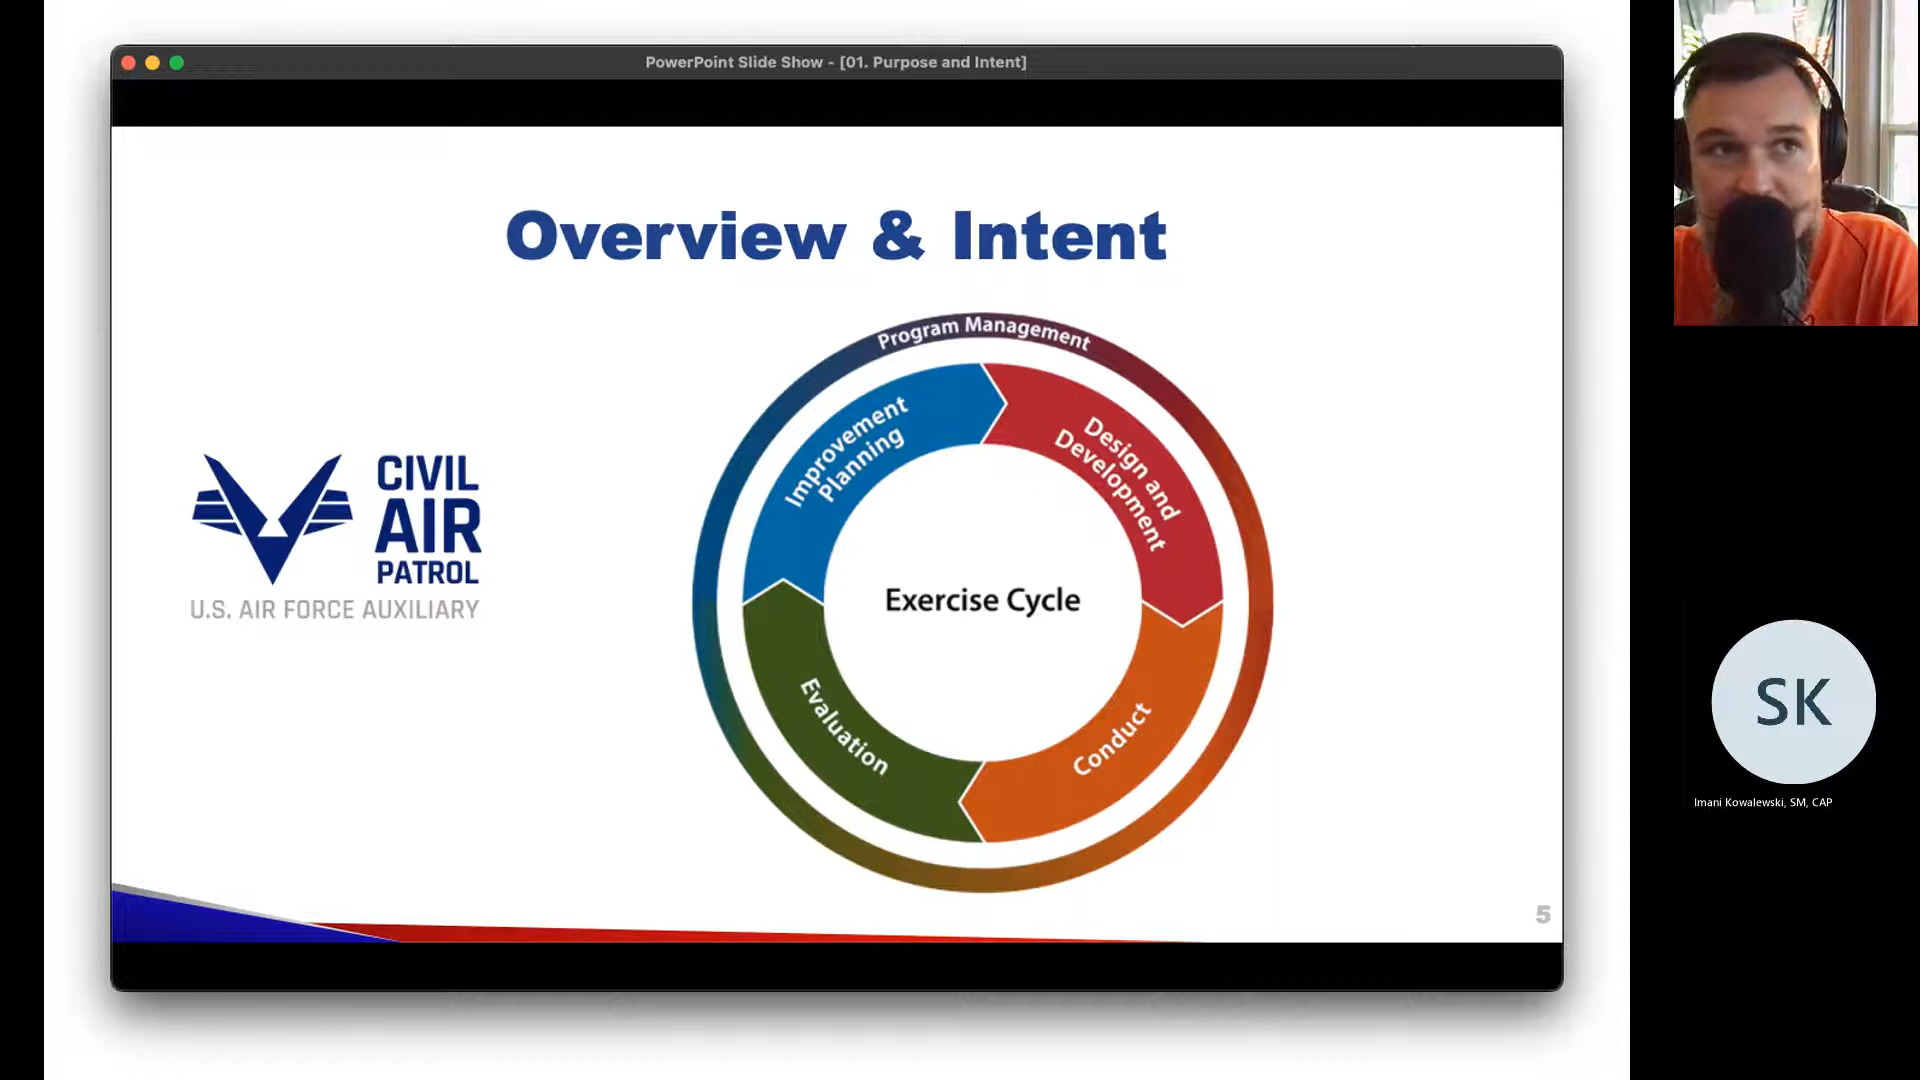 PowerPoint Slide Show - [01. Purpose and Intent]
Overview & Intent
Program Management
Improvement
Planning
Design and
Development
Exercise Cycle
Evaluation
Conduct
CIVIL
AIR
PATROL
U.S. AIR FORCE AUXILIARY
5
SK
Imani Kowalewski, SM, CAP